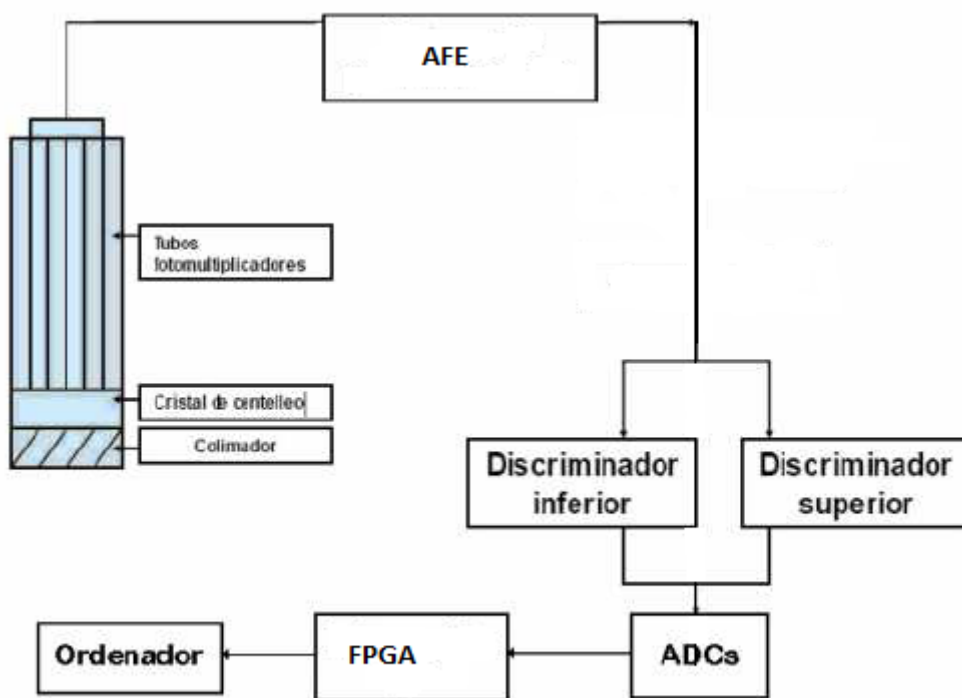 AFE
Tubos
fotomultiplicadores
Cristal de centelleo
Colimador
Discriminador
inferior
Discriminador
superior
Ordenador
FPGA
ADCs